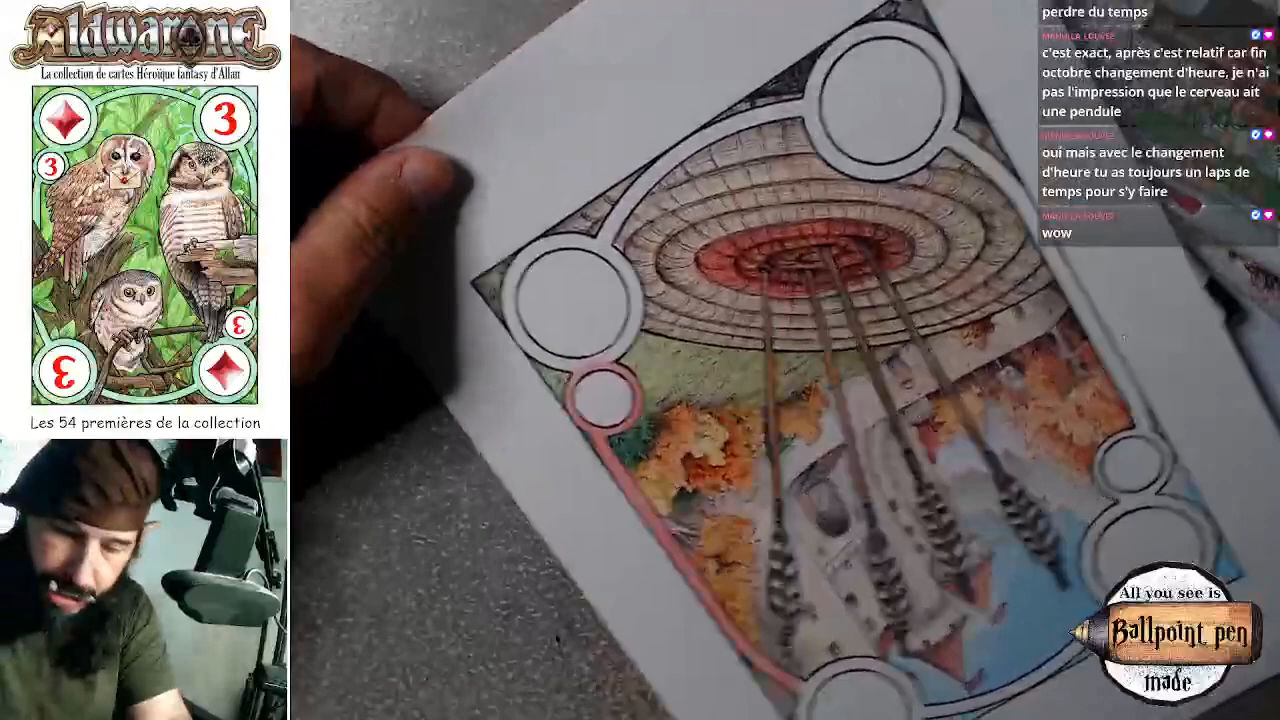 Aldwarone
La collection de cartes Héroïque fantasy d'Allan
3
3
3
3
Les 54 premières de la collection
perdre du temps
MANULLA LOUVEE
c'est exact, après c'est relatif car fin
octobre changement d'heure, je n'ai
pas l'impression que le cerveau ait
une pendule
oui mais avec le changement
d'heure tu as toujours un laps de
temps pour s'y faire
wow
All you see is
Ballpoint pen
made